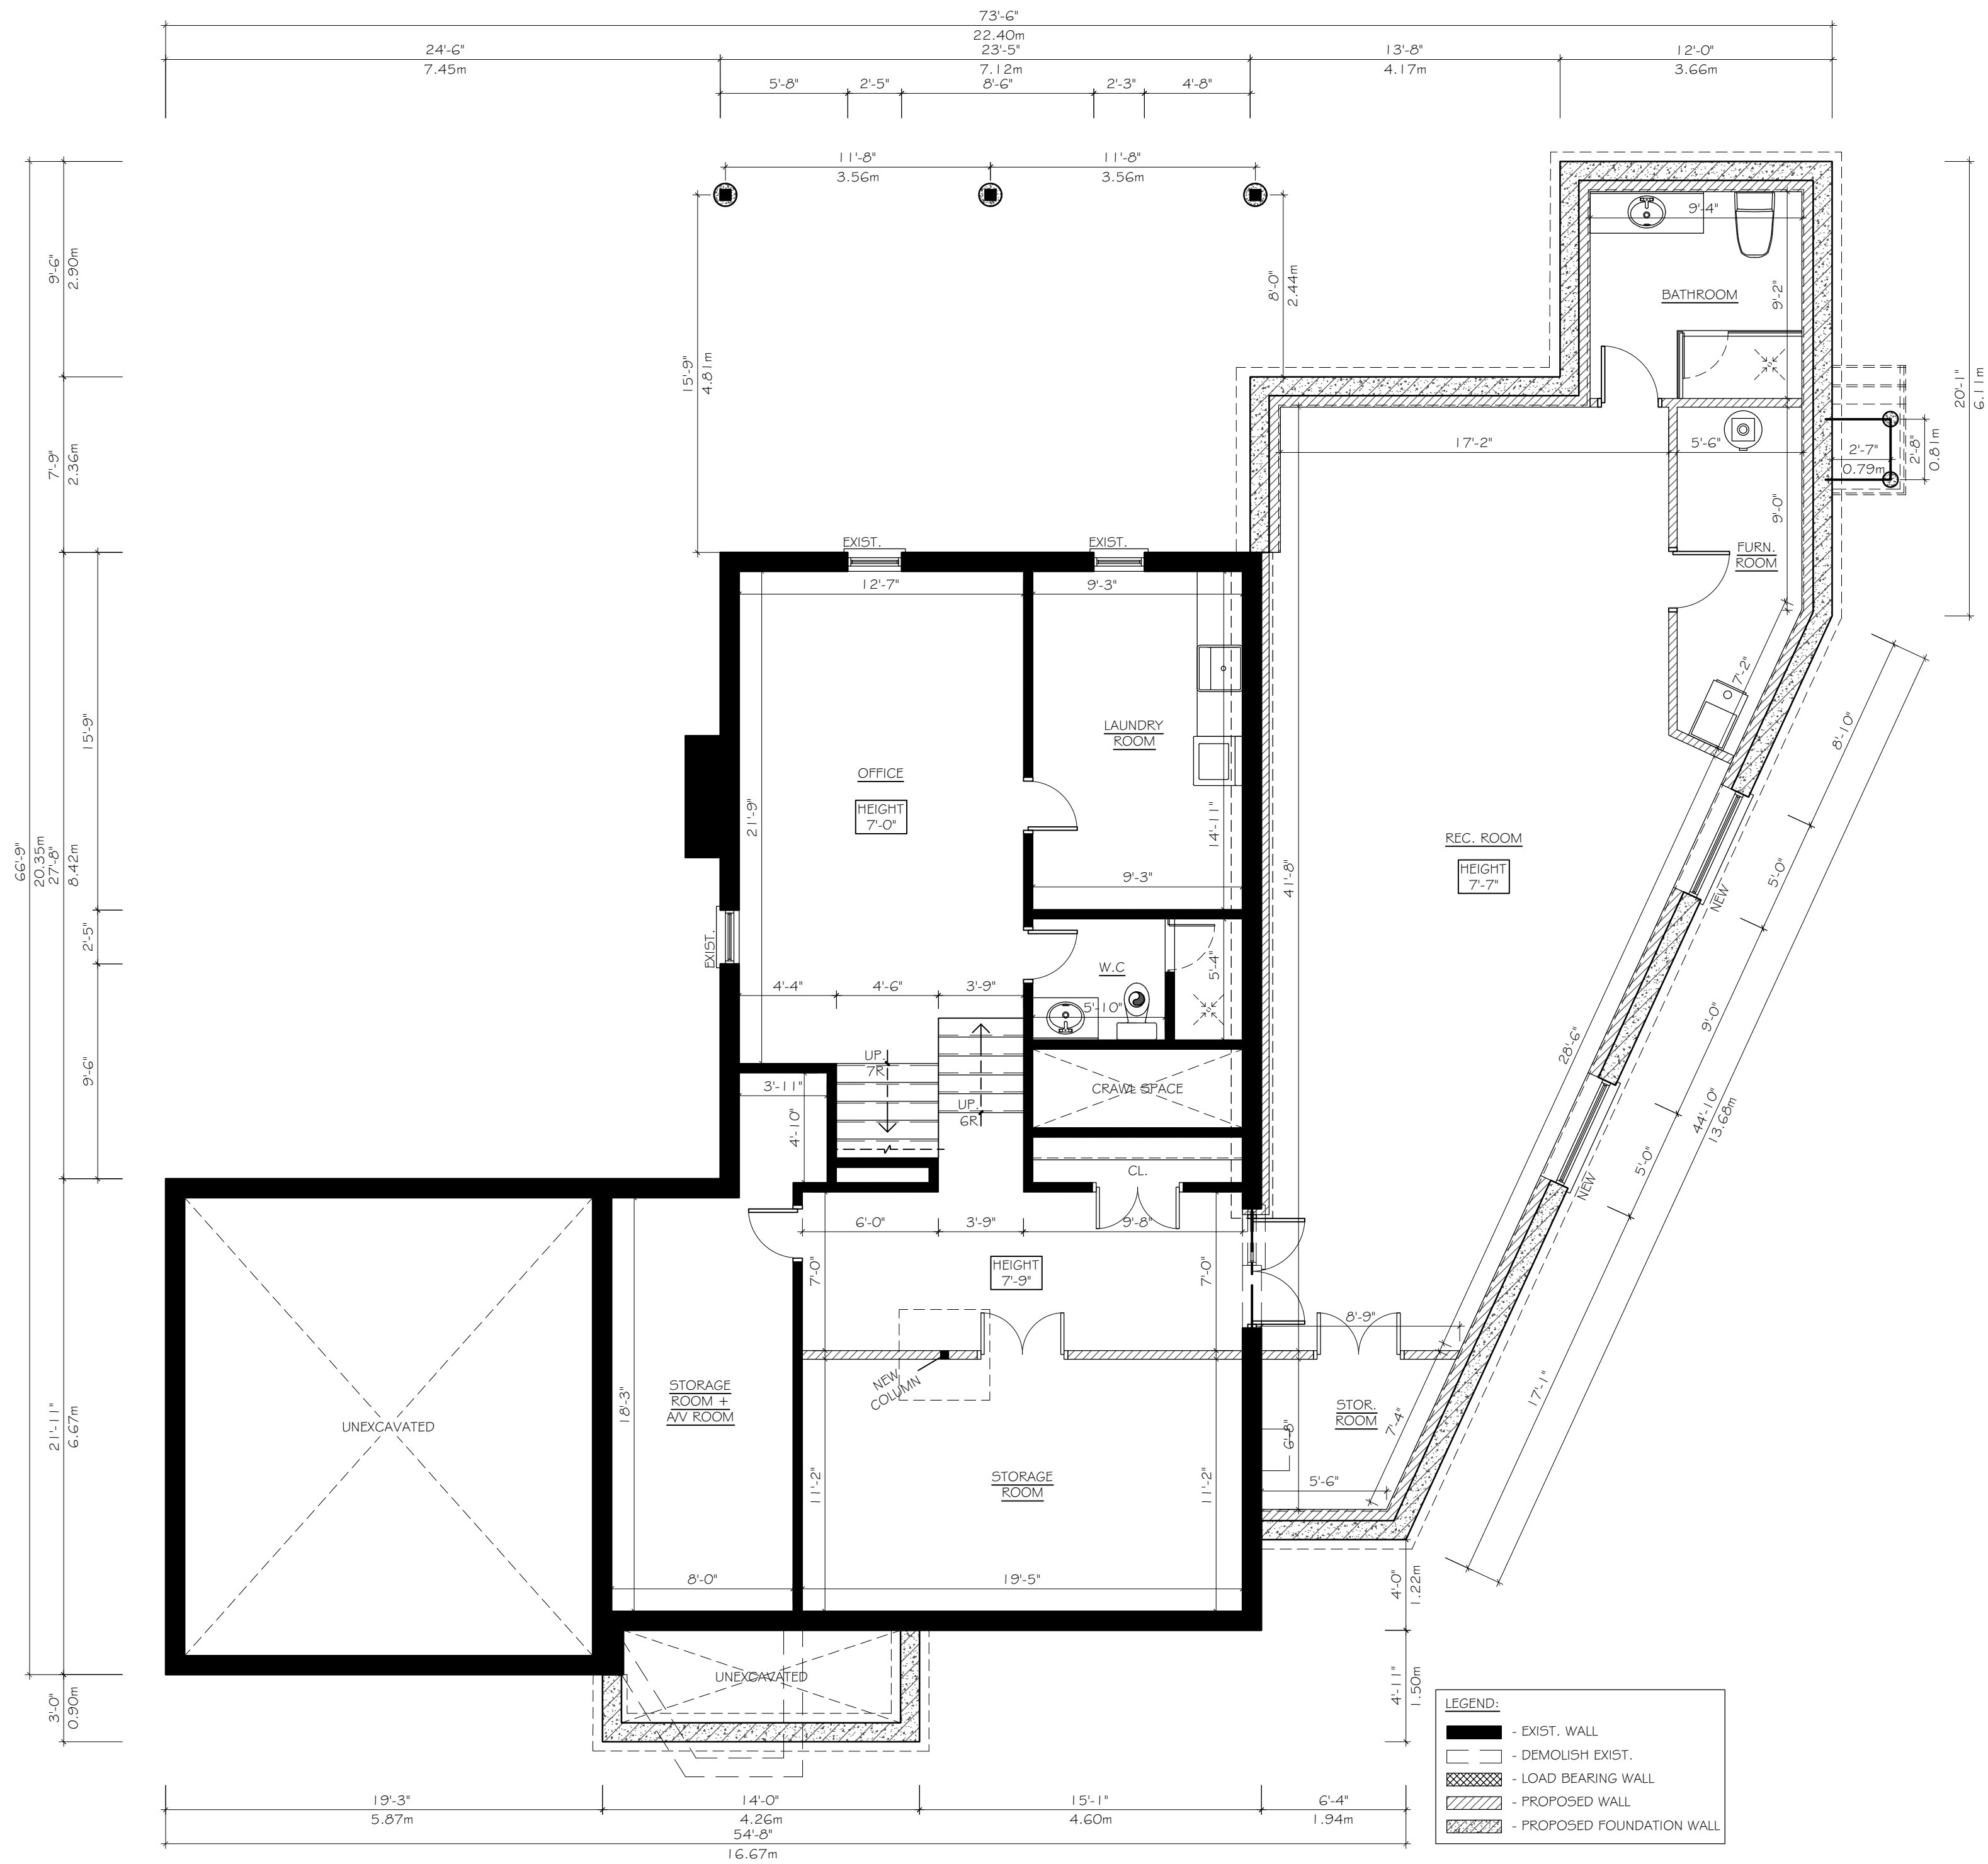 73'-6"
22.40m
24'-6"
7.45m
23'-5"
7.12m
13'-8"
4.17m
12'-0"
3.66m
5'-8"
2'-5"
8'-6"
2'-3"
4'-8"
11'-8"
3.56m
11'-8"
3.56m
9'-6"
2.90m
15'-9"
4.81m
8'-0"
2.44m
9'-4"
BATHROOM
9'-2"
20'-1"
6.11m
7'-9"
2.36m
17'-2"
5'-6"
2'-7"
0.79m
2'-8"
0.81m
9'-0"
FURN.
ROOM
EXIST.
EXIST.
12'-7"
9'-3"
7'-2"
8'-10"
15'-9"
LAUNDRY
ROOM
OFFICE
HEIGHT
7'-0"
21'-9"
14'-11"
REC. ROOM
HEIGHT
7'-7"
66'-9"
20.35m
27'-8"
8.42m
9'-3"
41'-8"
5'-0"
NEW
2'-5"
EXIST.
W.C
5'-4"
4'-4"
4'-6"
3'-9"
5'-10"
9'-0"
28'-6"
9'-6"
UP.
7R
3'-11"
UP.
6R
CRAWL SPACE
4'-10"
44'-10"
13.68m
CL.
5'-0"
NEW
6'-0"
3'-9"
9'-8"
HEIGHT
7'-9"
7'-0"
7'-0"
8'-9"
NEW
COLUMN
STORAGE
ROOM +
A/V ROOM
18'-3"
17'-1"
STOR.
ROOM
7'-4"
6'-8"
21'-11"
6.67m
UNEXCAVATED
11'-2"
STORAGE
ROOM
11'-2"
5'-6"
8'-0"
19'-5"
4'-0"
1.22m
UNEXCAVATED
4'-11"
1.50m
3'-0"
0.90m
LEGEND:
- EXIST. WALL
- DEMOLISH EXIST.
- LOAD BEARING WALL
- PROPOSED WALL
- PROPOSED FOUNDATION WALL
19'-3"
5.87m
14'-0"
4.26m
15'-1"
4.60m
6'-4"
1.94m
54'-8"
16.67m